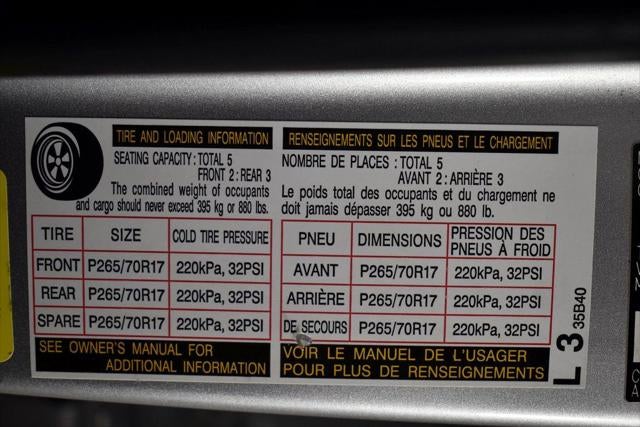 TIRE AND LOADING INFORMATION
SEATING CAPACITY: TOTAL 5
FRONT 2: REAR 3
The combined weight of occupants
and cargo should never exceed 395 kg or 880 lbs.
TIRE SIZE COLD TIRE PRESSURE
FRONT P265/70R17 220kPa, 32PSI
REAR P265/70R17 220kPa, 32PSI
SPARE P265/70R17 220kPa, 32PSI
SEE OWNER'S MANUAL FOR
ADDITIONAL INFORMATION
RENSEIGNEMENTS SUR LES PNEUS ET LE CHARGEMENT
NOMBRE DE PLACES : TOTAL 5
AVANT 2: ARRIÈRE 3
Le poids total des occupants et du chargement ne
doit jamais dépasser 395 kg ou 880 lb.
PNEU DIMENSIONS PRESSION DES
PNEUS À FROID
AVANT P265/70R17 220kPa, 32PSI
ARRIÈRE P265/70R17 220kPa, 32PSI
DE SECOURS P265/70R17 220kPa, 32PSI
VOIR LE MANUEL DE L'USAGER
POUR PLUS DE RENSEIGNEMENTS
L 3 35B40